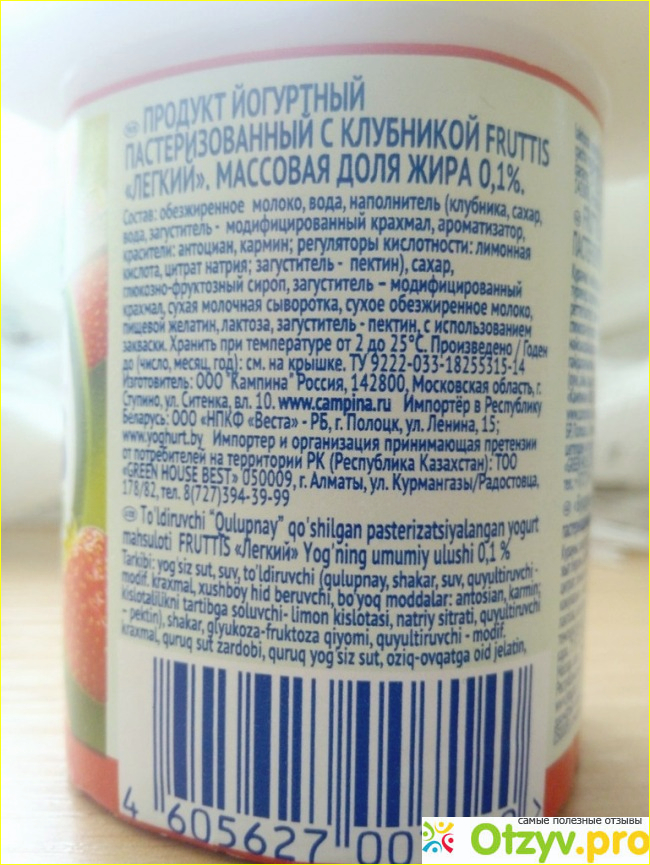 ПРОДУКТ ЙОГУРТНЫЙ
ПАСТЕРИЗОВАННЫЙ С КЛУБНИКОЙ FRUTTIS
«ЛЕГКИЙ». МАССОВАЯ ДОЛЯ ЖИРА 0,1%.
Состав: обезжиренное молоко, вода, наполнитель (клубника, сахар,
вода, загуститель - модифицированный крахмал, ароматизатор,
красители: антоциан, кармин; регуляторы кислотности: лимонная
кислота, цитрат натрия; загуститель - пектин), сахар,
глюкозно-фруктозный сироп, загуститель – модифицированный
крахмал, сухая молочная сыворотка, сухое обезжиренное молоко,
пищевой желатин, лактоза, загуститель - пектин, с использованием
закваски. Хранить при температуре от 2 до 25°С. Произведено / Годен
до (число, месяц, год): см. на крышке. ТУ 9222-033-18255315-14
Изготовитель: ООО "Кампина" Россия, 142800, Московская область, г.
Ступино, ул. Ситенка, вл. 10. www.campina.ru Импортёр в Республику
Беларусь: ООО «НПКФ «Веста» - РБ, г. Полоцк, ул. Ленина, 15;
www.yoghurt.by Импортер и организация принимающая претензии
от потребителей на территории РК (Республика Казахстан): ТОО
«GREEN HOUSE BEST» 050009, г. Алматы, ул. Курмангазы/Радостовца,
178/82, тел. 8(727)394-39-99
To'ldiruvchi "Qulupnay" qo'shilgan pasterizatsiyalangan yogurt
mahsuloti FRUTTIS «Легкий» Yog'ning umumiy ulushi 0,1 %
Tarkibi: yog'siz sut, suv, to'ldiruvchi (qulupnay, shakar, suv, quyultiruvchi -
modif. kraxmal, xushboy hid beruvchi, bo'yoq moddalar: antosian, karmin;
kislotalilikni tartibga soluvchi- limon kislotasi, natriy sitrati, quyultiruvchi
– pektin), shakar, glyukoza-fruktoza qiyomi, quyultiruvchi - modif.
kraxmal, quruq sut zardobi, quruq yog'siz sut, oziq-ovqatga oid jelatin,
4 605627 00
самые полезные отзывы
Otzyv.pro